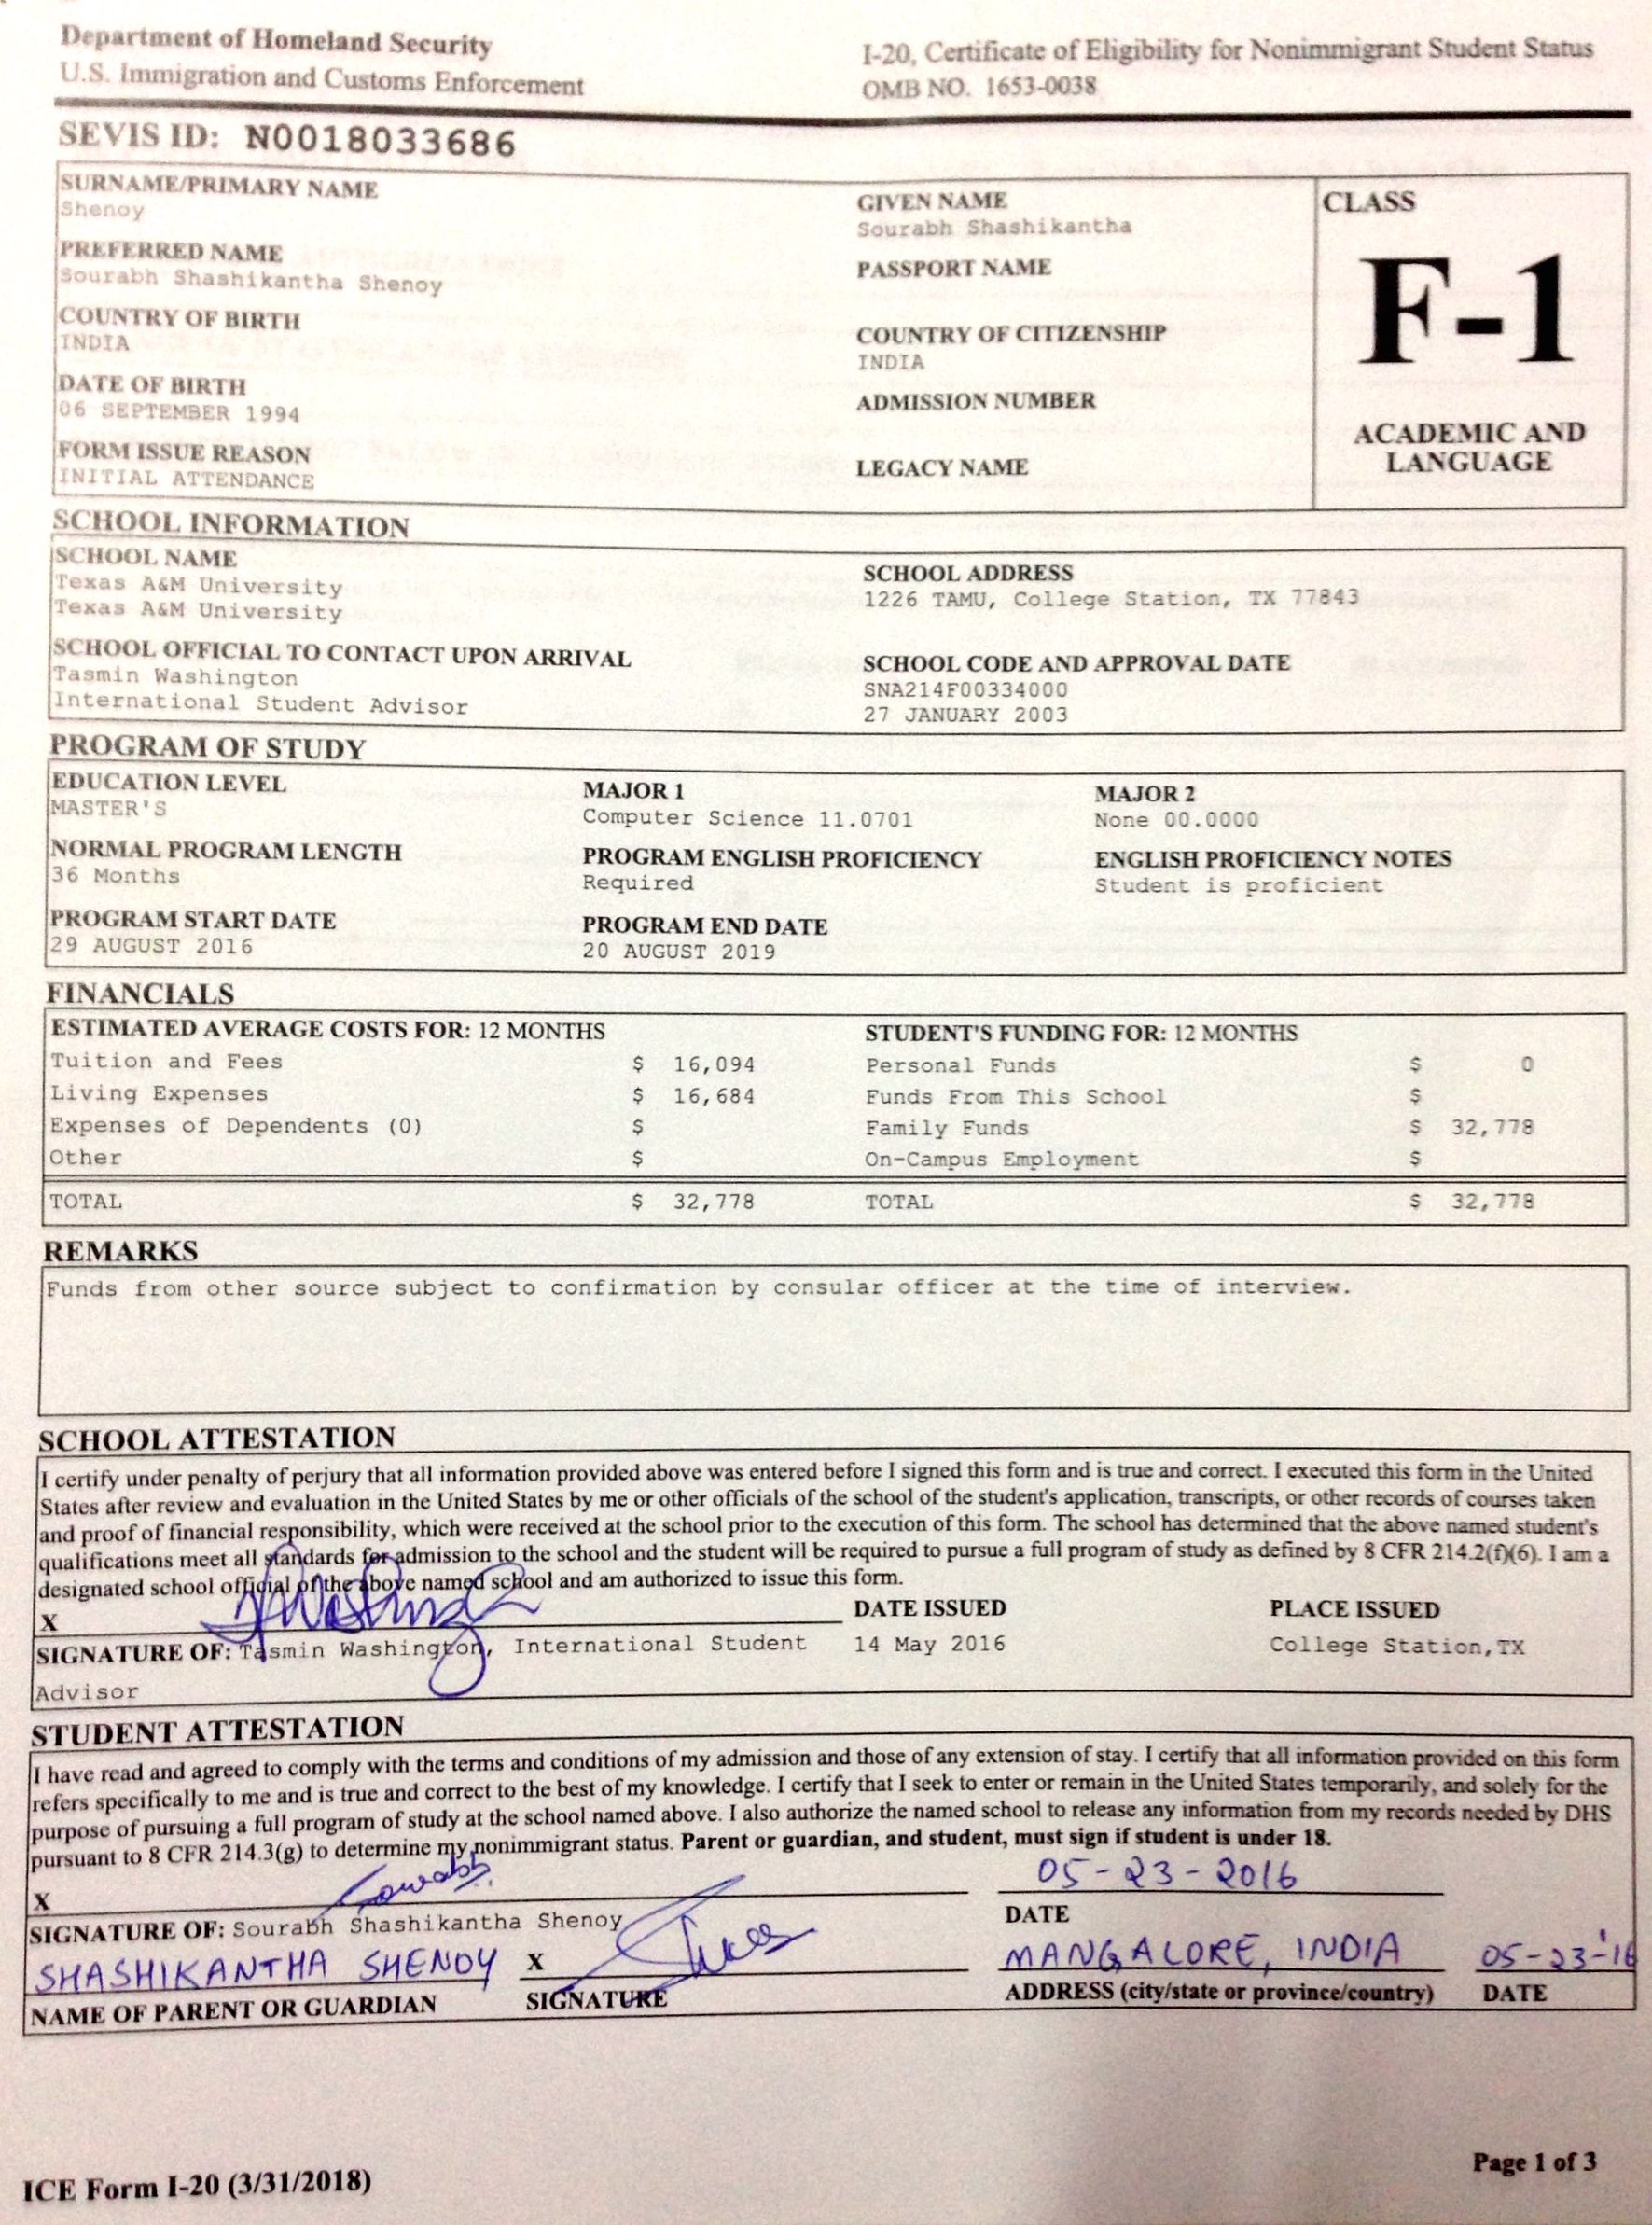 Department of Homeland Security
U.S. Immigration and Customs Enforcement
I-20, Certificate of Eligibility for Nonimmigrant Student Status
OMB NO. 1653-0038
SEVIS ID: N0018033686
SURNAME/PRIMARY NAME
Shenoy
GIVEN NAME
Sourabh Shashikantha
CLASS
PREFERRED NAME
Sourabh Shashikantha Shenoy
PASSPORT NAME
F-1
COUNTRY OF BIRTH
INDIA
COUNTRY OF CITIZENSHIP
INDIA
DATE OF BIRTH
06 SEPTEMBER 1994
ADMISSION NUMBER
ACADEMIC AND
LANGUAGE
FORM ISSUE REASON
INITIAL ATTENDANCE
LEGACY NAME
SCHOOL INFORMATION
SCHOOL NAME
Texas A&M University
Texas A&M University
SCHOOL ADDRESS
1226 TAMU, College Station, TX 77843
SCHOOL OFFICIAL TO CONTACT UPON ARRIVAL
Tasmin Washington
International Student Advisor
SCHOOL CODE AND APPROVAL DATE
SNA214F00334000
27 JANUARY 2003
PROGRAM OF STUDY
EDUCATION LEVEL
MASTER'S
MAJOR 1
Computer Science 11.0701
MAJOR 2
None 00.0000
NORMAL PROGRAM LENGTH
36 Months
PROGRAM ENGLISH PROFICIENCY
Required
ENGLISH PROFICIENCY NOTES
Student is proficient
PROGRAM START DATE
29 AUGUST 2016
PROGRAM END DATE
20 AUGUST 2019
FINANCIALS
ESTIMATED AVERAGE COSTS FOR: 12 MONTHS
Tuition and Fees $ 16,094
Living Expenses $ 16,684
Expenses of Dependents (0) $
Other $
TOTAL $ 32,778
STUDENT'S FUNDING FOR: 12 MONTHS
Personal Funds $ 0
Funds From This School $
Family Funds $ 32,778
On-Campus Employment $
TOTAL $ 32,778
REMARKS
Funds from other source subject to confirmation by consular officer at the time of interview.
SCHOOL ATTESTATION
I certify under penalty of perjury that all information provided above was entered before I signed this form and is true and correct. I executed this form in the United
States after review and evaluation in the United States by me or other officials of the school of the student's application, transcripts, or other records of courses taken
and proof of financial responsibility, which were received at the school prior to the execution of this form. The school has determined that the above named student's
qualifications meet all standards for admission to the school and the student will be required to pursue a full program of study as defined by 8 CFR 214.2(f)(6). I am a
designated school official of the above named school and am authorized to issue this form.
X
SIGNATURE OF: Tasmin Washington, International Student
Advisor
DATE ISSUED
14 May 2016
PLACE ISSUED
College Station,TX
STUDENT ATTESTATION
I have read and agreed to comply with the terms and conditions of my admission and those of any extension of stay. I certify that all information provided on this form
refers specifically to me and is true and correct to the best of my knowledge. I certify that I seek to enter or remain in the United States temporarily, and solely for the
purpose of pursuing a full program of study at the school named above. I also authorize the named school to release any information from my records needed by DHS
pursuant to 8 CFR 214.3(g) to determine my nonimmigrant status. Parent or guardian, and student, must sign if student is under 18.
X Sourabh
05-23-2016
SIGNATURE OF: Sourabh Shashikantha Shenoy
DATE
SHASHIKANTHA SHENOY X
MANGALORE, INDIA 05-23-'16
NAME OF PARENT OR GUARDIAN SIGNATURE
ADDRESS (city/state or province/country) DATE
ICE Form I-20 (3/31/2018)
Page 1 of 3